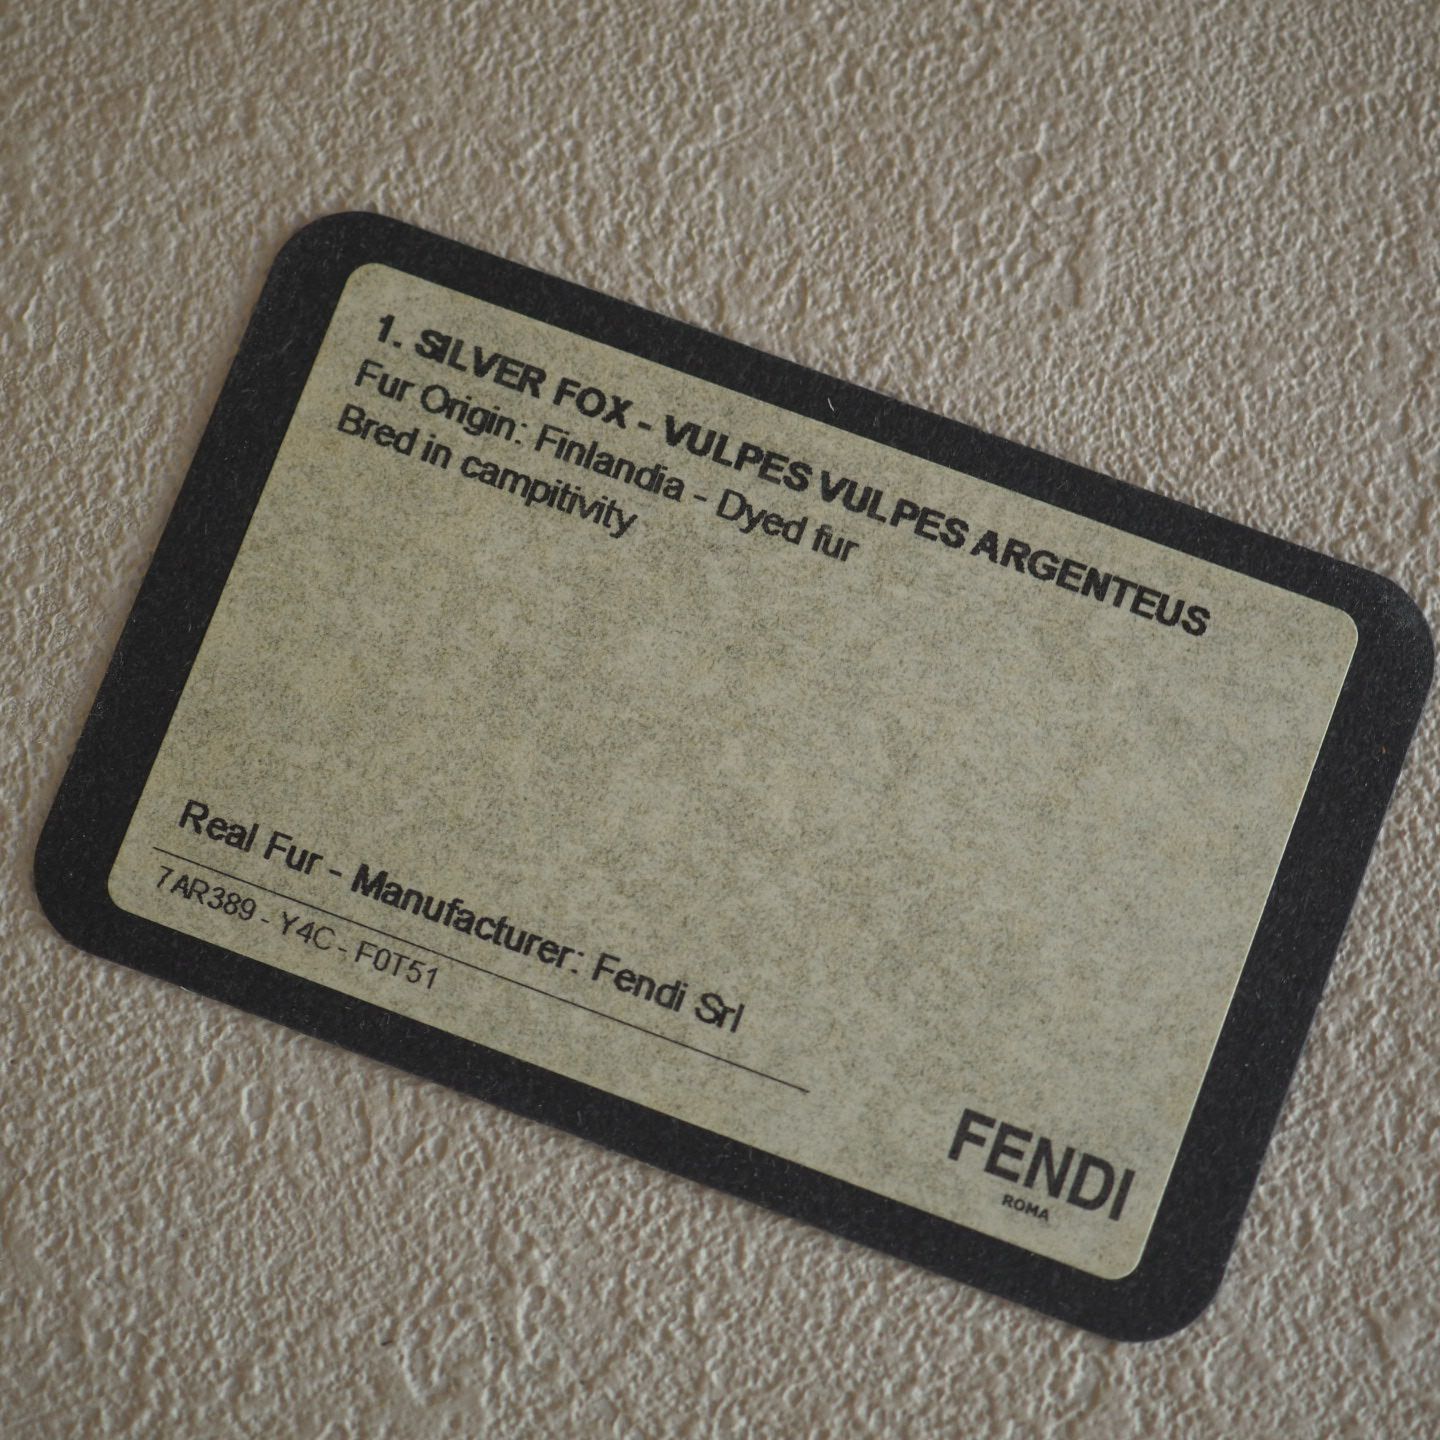 1. SILVER FOX - VULPES VULPES ARGENTEUS
Fur Origin: Finlandia - Dyed fur
Bred in campitivity
Real Fur - Manufacturer: Fendi Srl
7AR389 - Y4C - F0T51
FENDI
ROMA